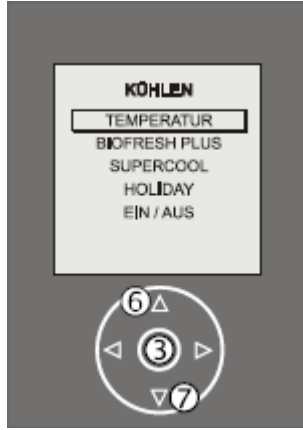 KÜHLEN
TEMPERATUR
BIOFRESH PLUS
SUPERCOOL
HOLIDAY
EIN / AUS
6
3
7